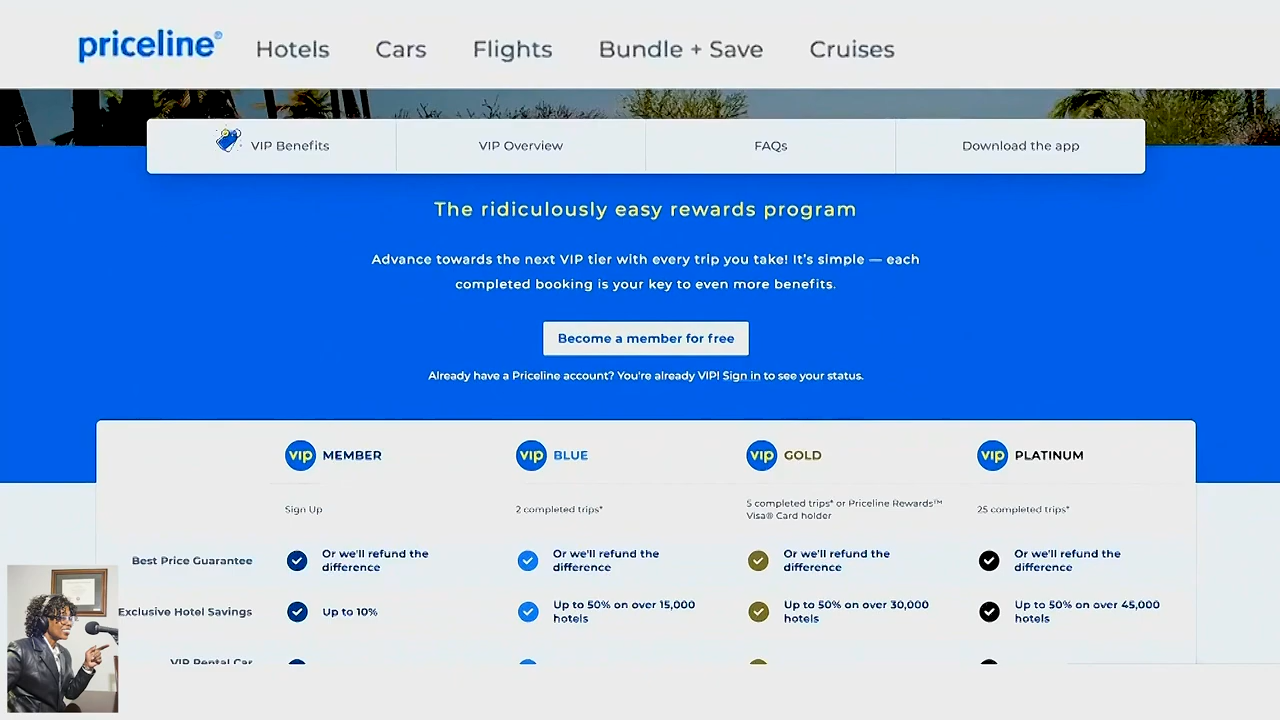 priceline®
Hotels
Cars
Flights
Bundle + Save
Cruises
VIP Benefits
VIP Overview
FAQs
Download the app
The ridiculously easy rewards program
Advance towards the next VIP tier with every trip you take! It's simple — each
completed booking is your key to even more benefits.
Become a member for free
Already have a Priceline account? You're already VIP! Sign in to see your status.
VIP MEMBER
VIP BLUE
VIP GOLD
VIP PLATINUM
Sign Up
2 completed trips*
5 completed trips* or Priceline Rewards™
Visa® Card holder
25 completed trips*
Best Price Guarantee
Or we'll refund the
difference
Or we'll refund the
difference
Or we'll refund the
difference
Or we'll refund the
difference
Exclusive Hotel Savings
Up to 10%
Up to 50% on over 15,000
hotels
Up to 50% on over 30,000
hotels
Up to 50% on over 45,000
hotels
VIP Rental Car